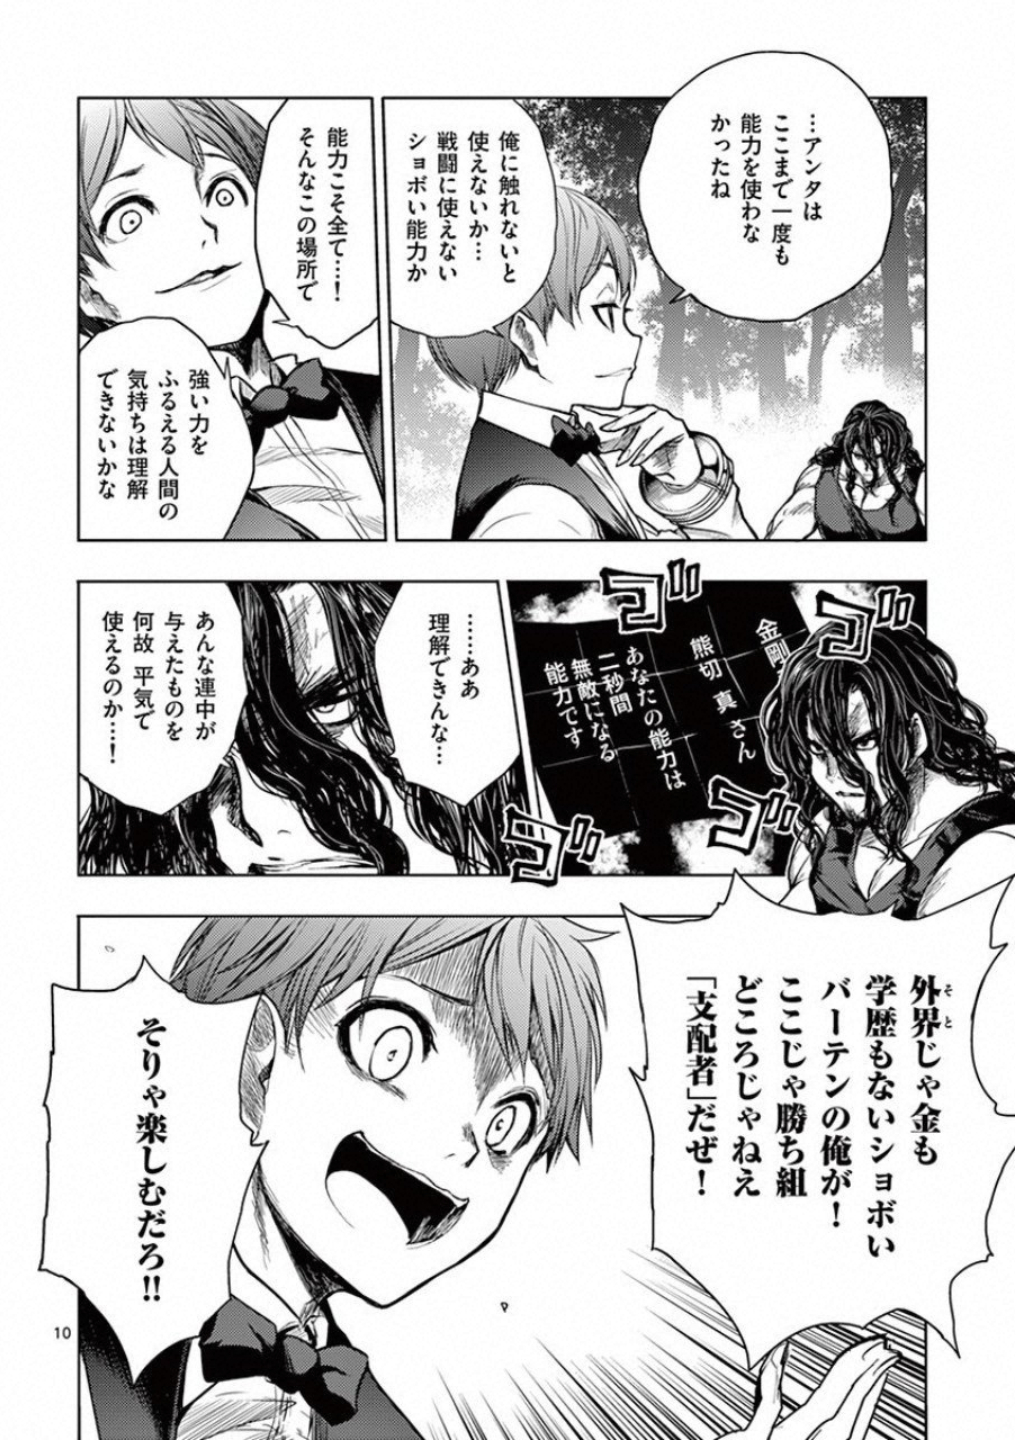 …アンタは
ここまで一度も
能力を使わな
かったね
俺に触れないと
使えないか…
戦闘に使えない
ショボい能力か
能力こそ全て……！
そんなこの場所で
強い力を
ふるえる人間の
気持ちは理解
できないかな
金剛
熊切 真 さん
あなたの能力は
二秒間
無敵になる
能力です
ゴ゛
ゴ゛
ゴ゛
ゴ゛
……ああ
理解できんな…
あんな連中が
与えたものを
何故 平気で
使えるのか…！
外界じゃ金も
そと
学歴もないショボい
バーテンの俺が！
ここじゃ勝ち組
どころじゃねえ
「支配者」だぜ！
そりゃ楽しむだろ!!
10